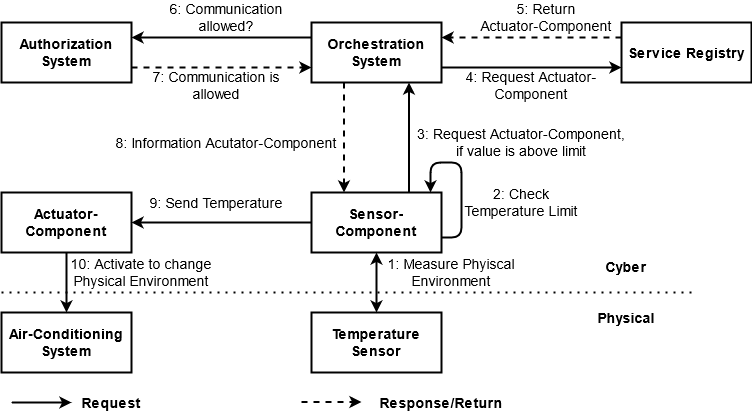 6: Communication
allowed?
5: Return
Actuator-Component
Authorization
System
Orchestration
System
Service Registry
7: Communication is
allowed
4: Request Actuator-
Component
8: Information Acutator-Component
3: Request Actuator-Component,
if value is above limit
2: Check
Temperature Limit
Actuator-
Component
9: Send Temperature
Sensor-
Component
10: Activate to change
Physical Environment
1: Measure Phyiscal
Environment
Cyber
Physical
Air-Conditioning
System
Temperature
Sensor
Request
Response/Return